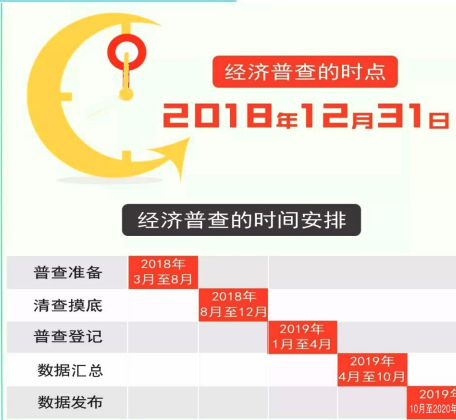 经济普查的时点
2018年12月31日
经济普查的时间安排
普查准备
2018年
3月至8月
清查摸底
2018年
8月至12月
普查登记
2019年
1月至4月
数据汇总
2019年
4月至10月
数据发布
2019年
10月至2020年